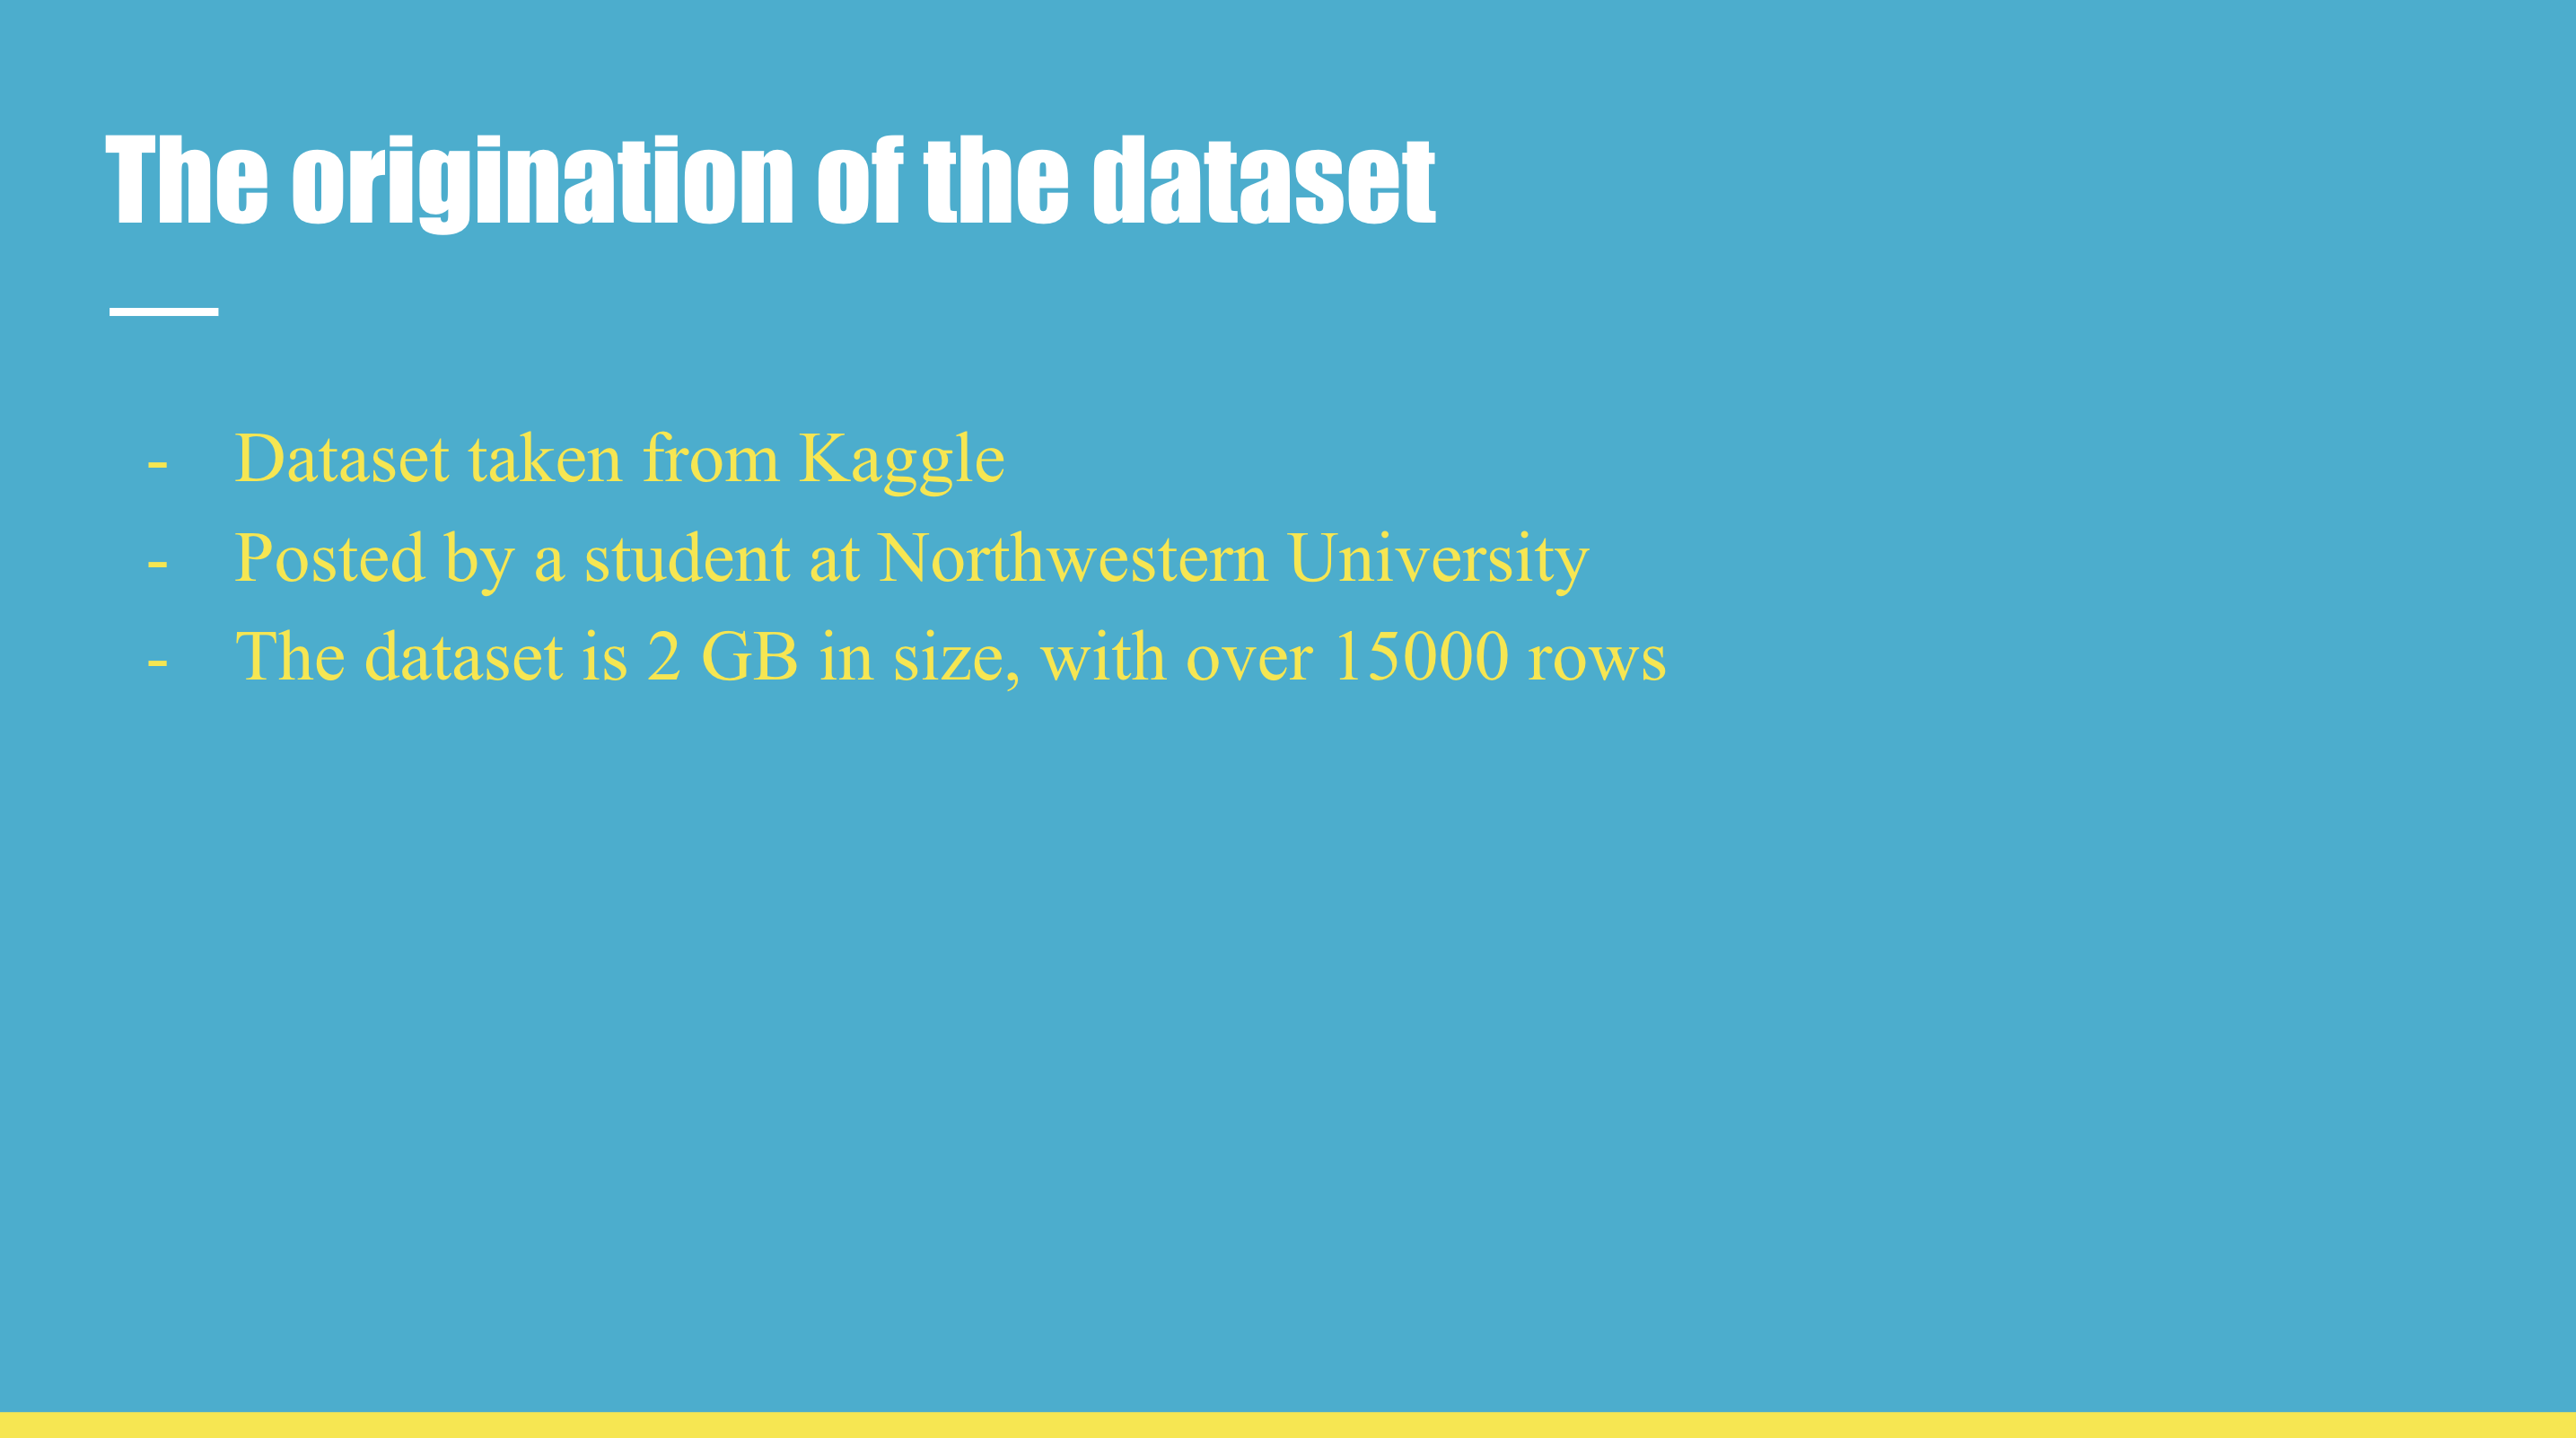 The origination of the dataset
- Dataset taken from Kaggle
- Posted by a student at Northwestern University
- The dataset is 2 GB in size, with over 15000 rows